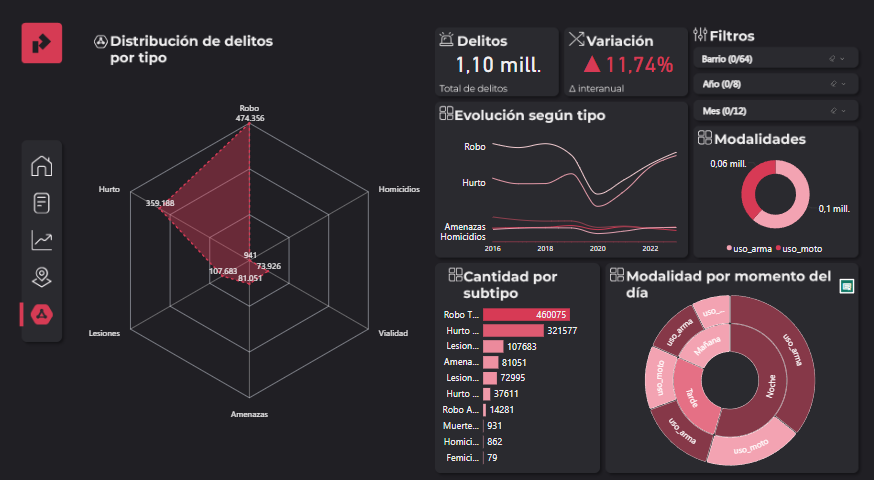 Distribución de delitos
por tipo
Robo
474.356
Hurto
Homicidios
359.188
941
107.683
73.926
81.051
Lesiones
Vialidad
Amenazas
Delitos
1,10 mill.
Total de delitos
Variación
▲ 11,74%
Δ interanual
Filtros
Barrio (0/64)
Año (0/8)
Mes (0/12)
Evolución según tipo
Robo
Hurto
Amenazas
Homicidios
2016 2018 2020 2022
Modalidades
0,06 mill.
0,1 mill.
uso_arma uso_moto
Cantidad por
subtipo
Robo T... 460075
Hurto ... 321577
Lesion... 107683
Amena... 81051
Lesion... 72995
Hurto ... 37611
Robo A... 14281
Muerte... 931
Homici... 862
Femici... 79
Modalidad por momento del
día
uso_...
uso_arma
uso_arma
Mañana
uso_moto
Noche
Tarde
uso_arma
uso_moto